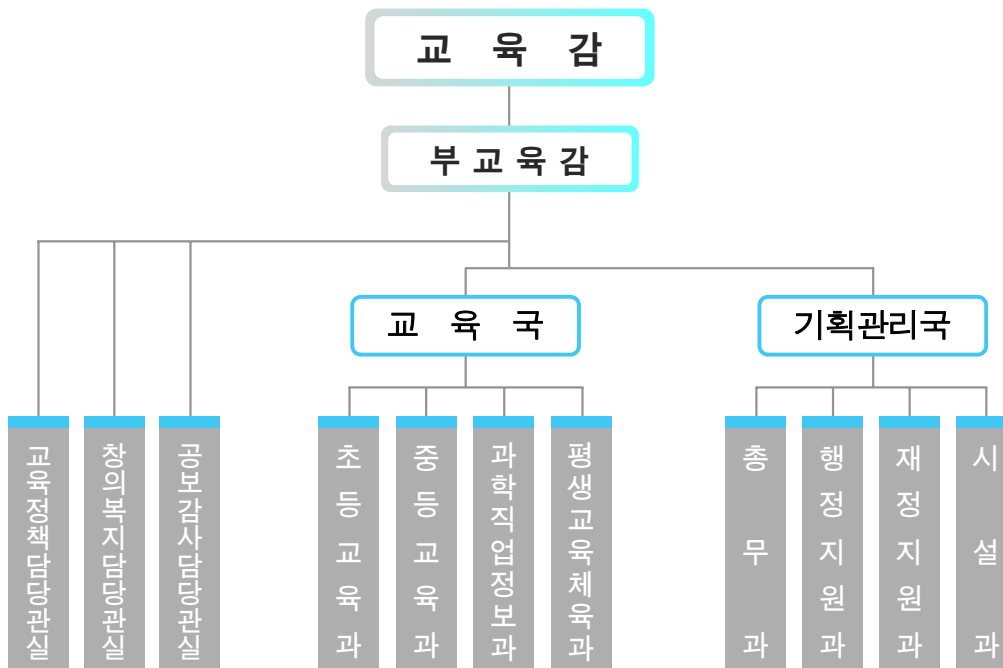 교 육 감
부 교 육 감
교 육 국
기획관리국
교육정책담당관실
창의복지담당관실
공보감사담당관실
초등교육과
중등교육과
과학직업정보과
평생교육체육과
총무과
행정지원과
재정지원과
시설과